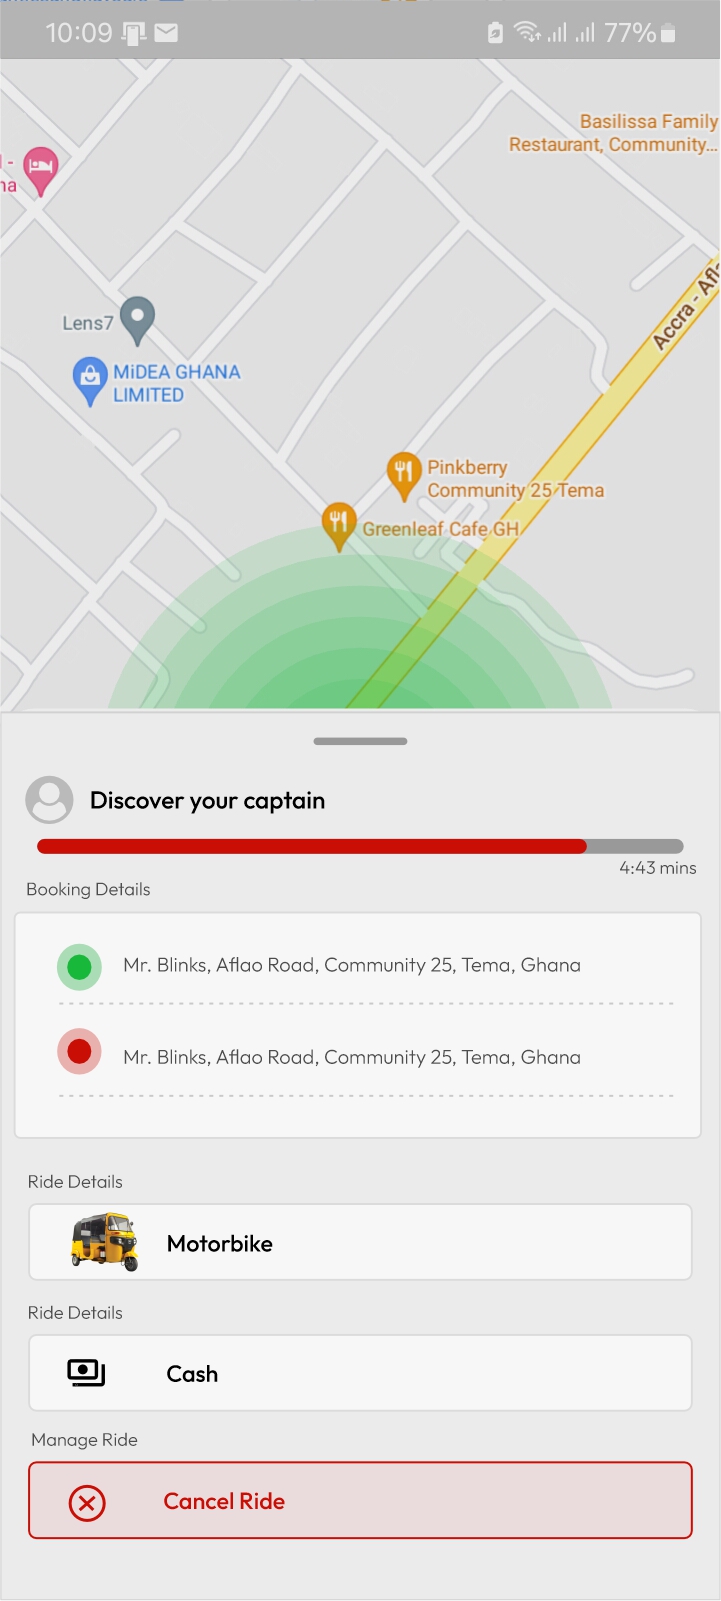 10:09
77%
Basilissa Family
Restaurant, Community...
Accra - Afl
Lens7
MiDEA GHANA
LIMITED
Pinkberry
Community 25 Tema
Greenleaf Cafe GH
Discover your captain
4:43 mins
Booking Details
Mr. Blinks, Aflao Road, Community 25, Tema, Ghana
Mr. Blinks, Aflao Road, Community 25, Tema, Ghana
Ride Details
Motorbike
Ride Details
Cash
Manage Ride
Cancel Ride